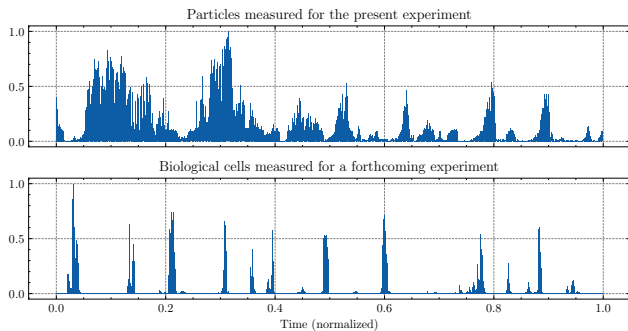 Particles measured for the present experiment
1.0
0.5
0.0
Biological cells measured for a forthcoming experiment
1.0
0.5
0.0
0.0 0.2 0.4 0.6 0.8 1.0
Time (normalized)